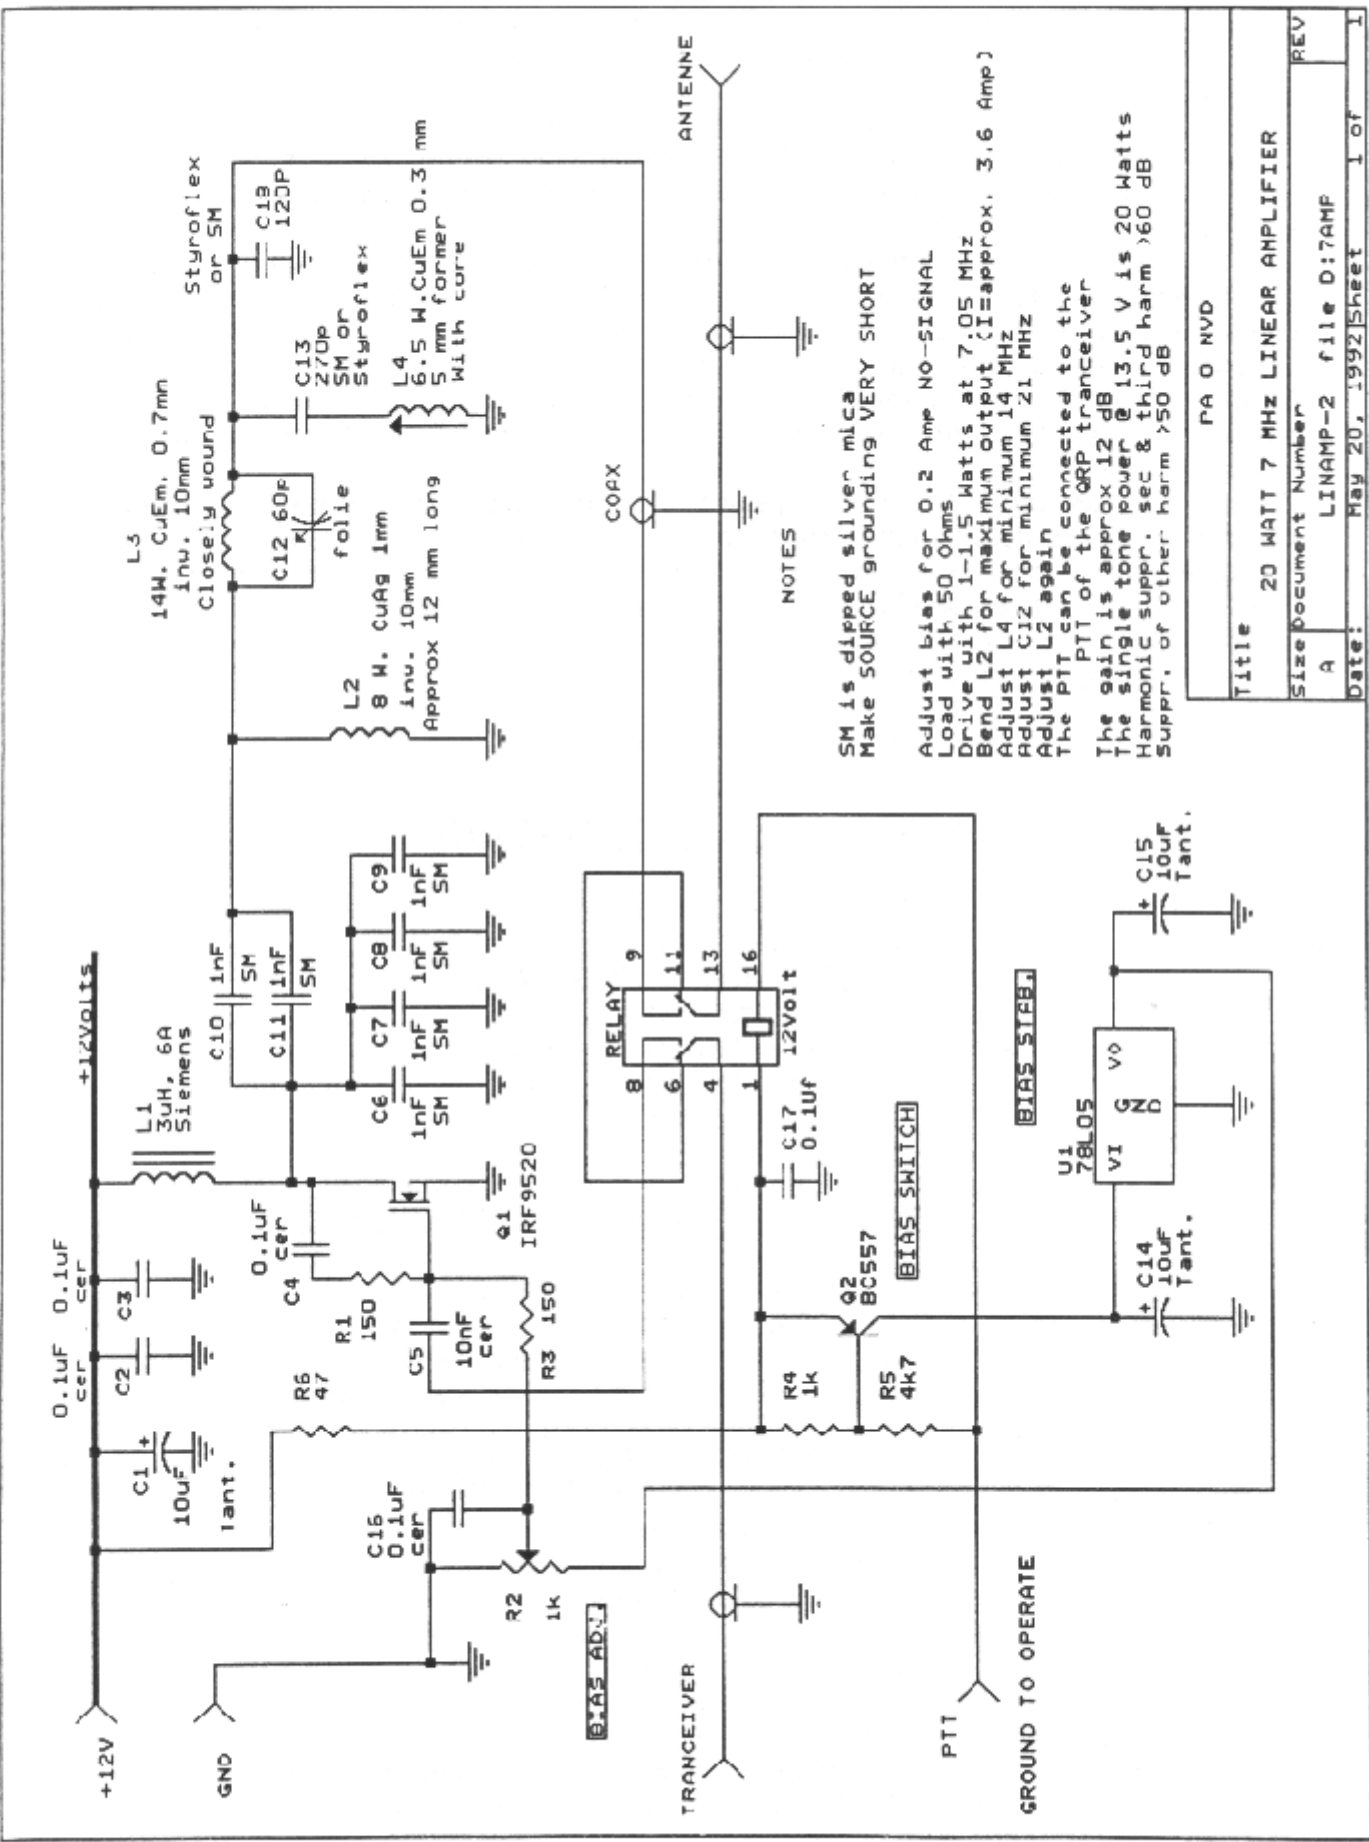 +12V
GND
+12Volts
C1
10uF
Tant.
0.1uF
cer
C2
0.1uF
cer
C3
L1
3uH, 6A
Siemens
R6
47
0.1uF
cer
C4
R1
150
C5
10nF
cer
R3 150
Q1
IRF9520
C10 1nF
SM
C11 1nF
SM
C6
1nF
SM
C7
1nF
SM
C8
1nF
SM
C9
1nF
SM
L2
8 W. CuAg 1mm
inw. 10mm
Approx 12 mm long
L3
14W. CuEm. 0.7mm
inw. 10mm
Closely wound
C12 60p
folie
C13
270p
SM or
Styroflex
L4
6.5 W.CuEm 0.3 mm
5 mm former
With core
Styroflex
or SM
C19
120P
C16
0.1uF
cer
R2
1k
BIAS ADJ.
COAX
ANTENNE
TRANCEIVER
RELAY
8
6
4
1
9
11
13
16
12Volt
C17
0.1Uf
BIAS SWITCH
Q2
BC557
R4
1k
R5
4k7
PTT
GROUND TO OPERATE
C14
10uF
Tant.
U1
78L05
VI
VO
GND
BIAS STAB.
C15
10uF
Tant.
NOTES
SM is dipped silver mica
Make SOURCE grounding VERY SHORT
Adjust bias for 0.2 Amp NO-SIGNAL
Load with 50 Ohms
Drive with 1-1.5 Watts at 7.05 MHz
Bend L2 for maximum output (I=approx. 3.6 Amp)
Adjust L4 for minimum 14 MHz
Adjust C12 for minimum 21 MHz
Adjust L2 again
The PTT can be connected to the
PTT of the QRP tranceiver
The gain is approx 12 dB
The single tone power @ 13.5 V is 20 Watts
Harmonic suppr. sec & third harm >60 dB
Suppr. of other harm >50 dB
PA O NVD
Title
20 WATT 7 MHz LINEAR AMPLIFIER
Size Document Number REV
A LINAMP-2 file D:7AMP
Date: May 20, 1992 Sheet 1 of 1